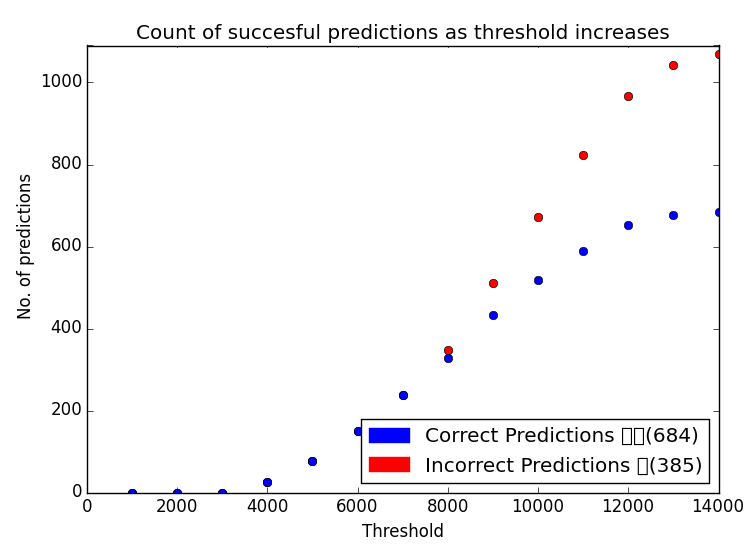 Count of succesful predictions as threshold increases
No. of predictions
1000
800
600
400
200
0
0 2000 4000 6000 8000 10000 12000 14000
Threshold
Correct Predictions (684)
Incorrect Predictions (385)